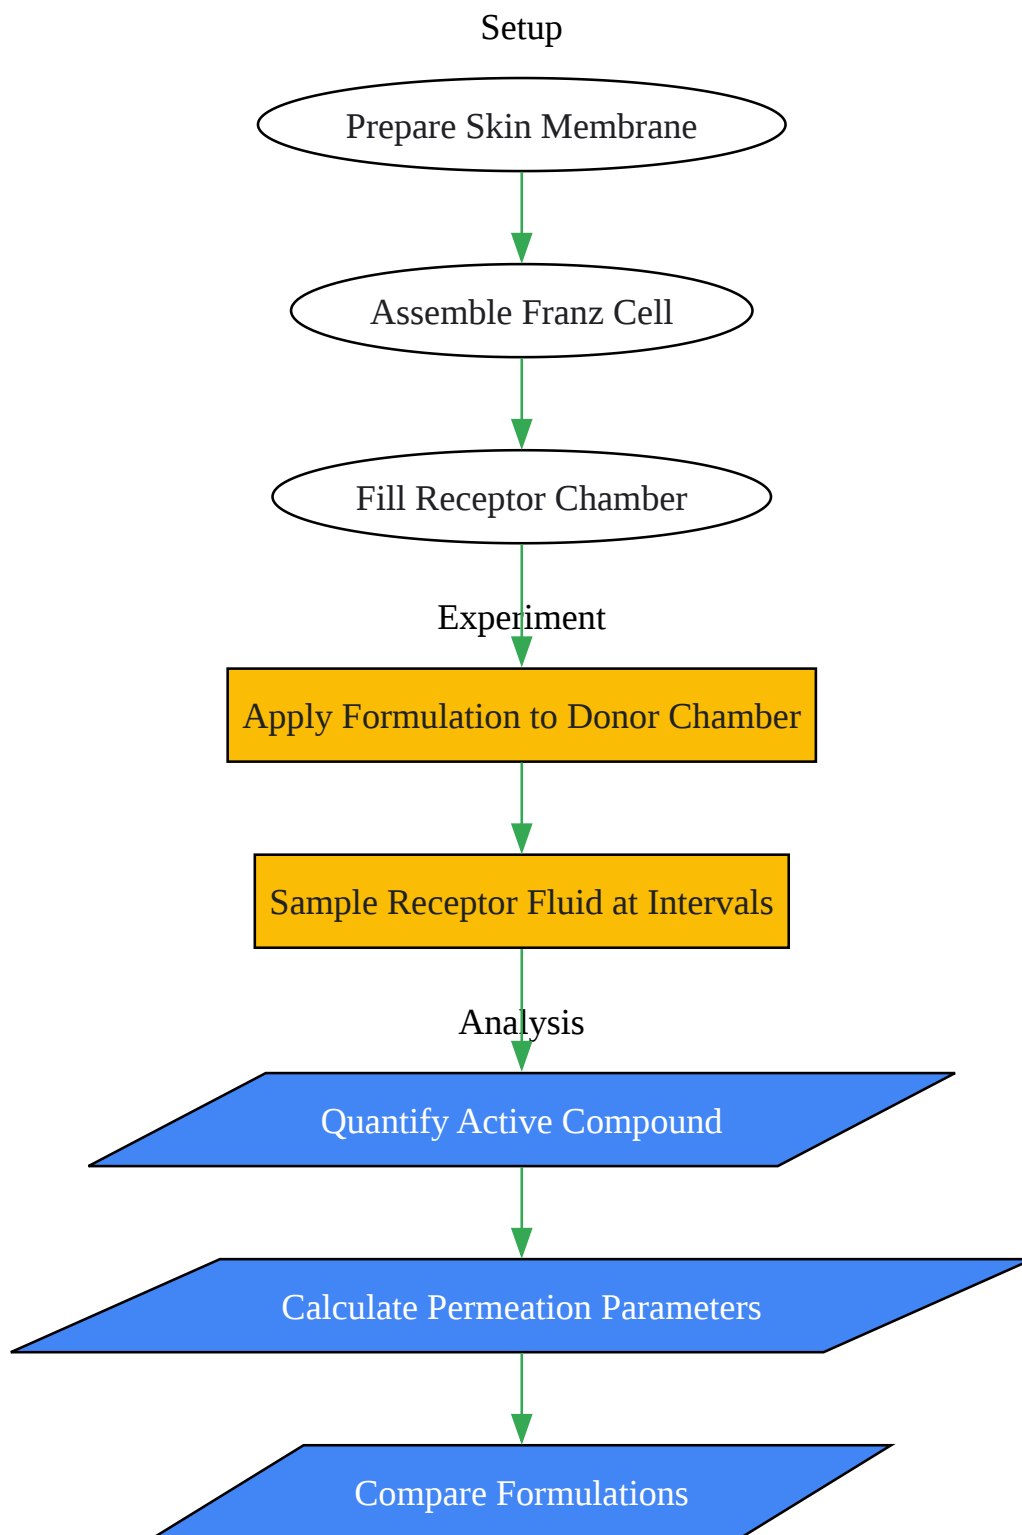 Setup
Prepare Skin Membrane
Assemble Franz Cell
Fill Receptor Chamber
Experiment
Apply Formulation to Donor Chamber
Sample Receptor Fluid at Intervals
Analysis
Quantify Active Compound
Calculate Permeation Parameters
Compare Formulations